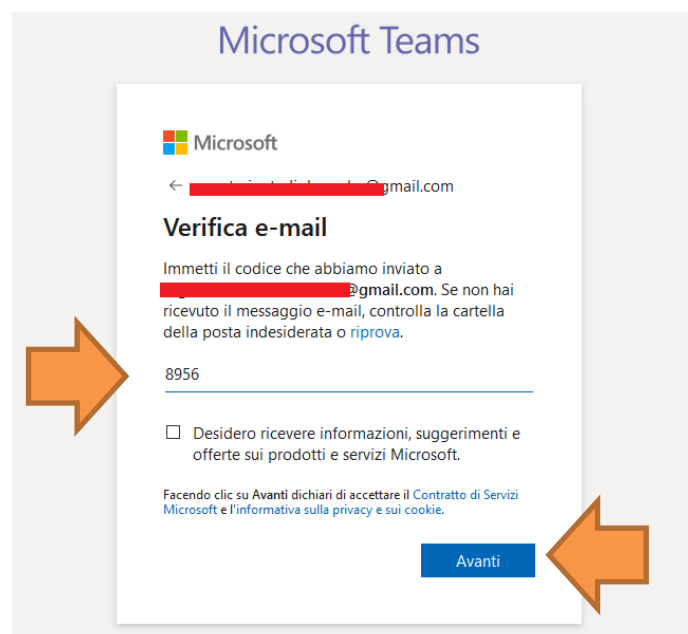 Microsoft Teams
Microsoft
← gmail.com
Verifica e-mail
Immetti il codice che abbiamo inviato a
@gmail.com. Se non hai
ricevuto il messaggio e-mail, controlla la cartella
della posta indesiderata o riprova.
8956
Desidero ricevere informazioni, suggerimenti e
offerte sui prodotti e servizi Microsoft.
Facendo clic su Avanti dichiari di accettare il Contratto di Servizi
Microsoft e l'informativa sulla privacy e sui cookie.
Avanti